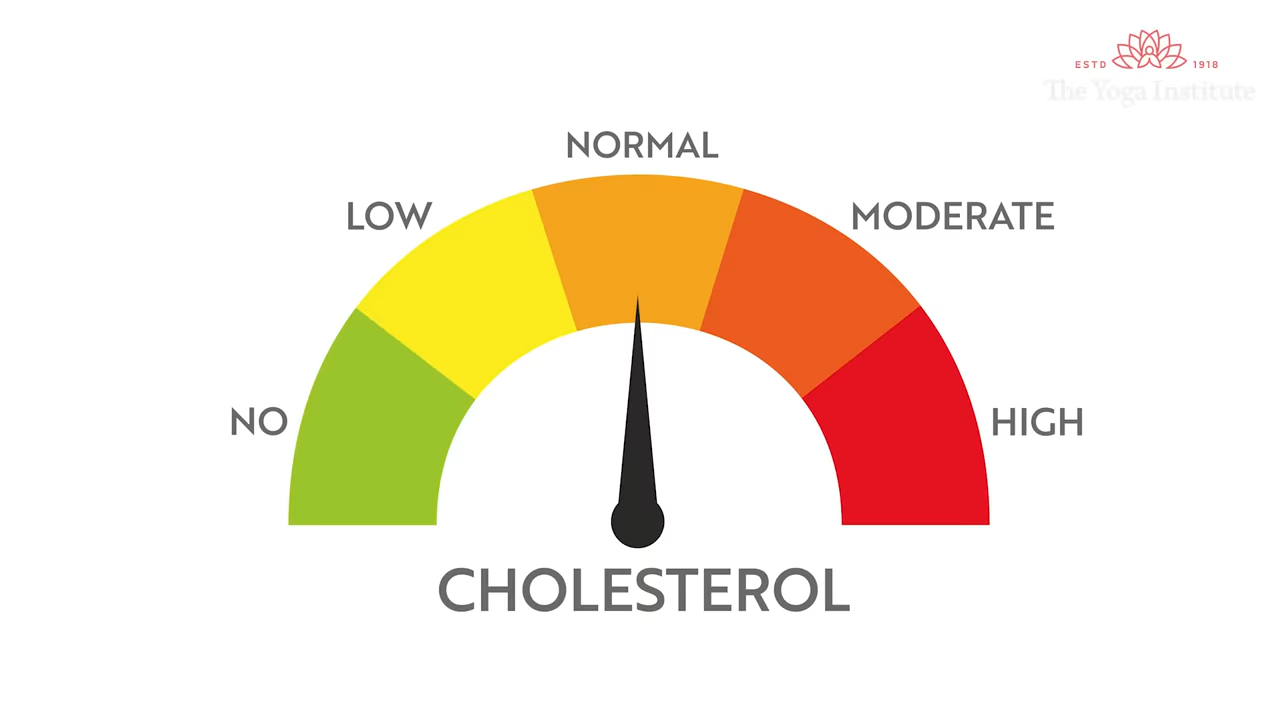 ESTD 1918
The Yoga Institute
NORMAL
LOW
MODERATE
NO
HIGH
CHOLESTEROL